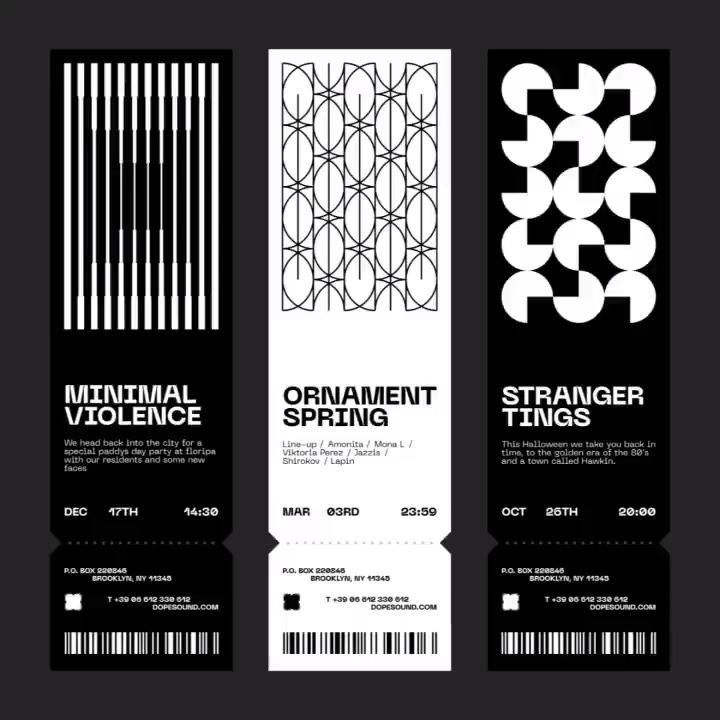 MINIMAL
VIOLENCE
We head back into the city for a
special paddys day party at floripa
with our residents and some new
faces
DEC 17TH 14:30
P.O. BOX 220845
BROOKLYN, NY 11345
T +39 06 612 330 612
DOPESOUND.COM
ORNAMENT
SPRING
Line-up / Amonita / Mona L /
Viktoria Perez / Jazzis /
Shirokov / Lapin
MAR 03RD 23:59
P.O. BOX 220845
BROOKLYN, NY 11345
T +39 06 612 330 612
DOPESOUND.COM
STRANGER
TINGS
This Halloween we take you back in
time, to the golden era of the 80's
and a town called Hawkin.
OCT 26TH 20:00
P.O. BOX 220845
BROOKLYN, NY 11345
T +39 06 612 330 612
DOPESOUND.COM